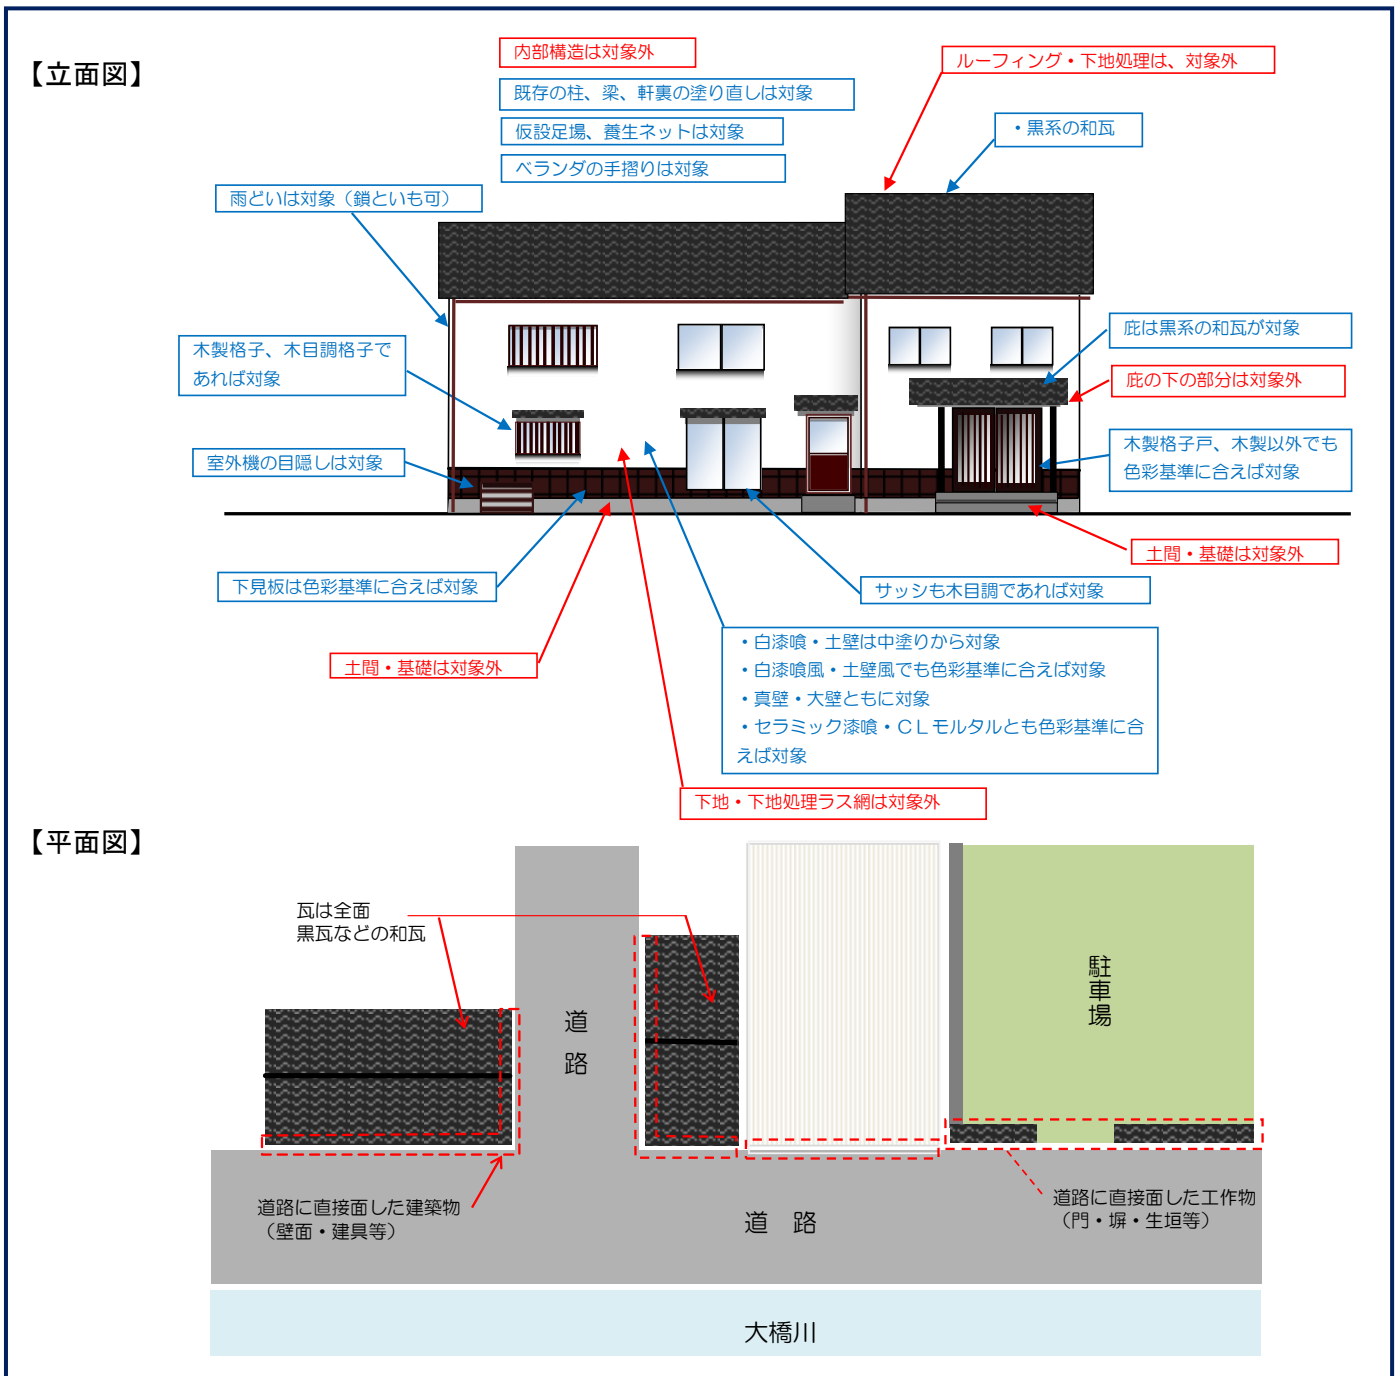 【立面図】
内部構造は対象外
ルーフィング・下地処理は、対象外
既存の柱、梁、軒裏の塗り直しは対象
・黒系の和瓦
仮設足場、養生ネットは対象
ベランダの手摺りは対象
雨どいは対象（鎖といも可）
庇は黒系の和瓦が対象
木製格子、木目調格子で
あれば対象
庇の下の部分は対象外
木製格子戸、木製以外でも
色彩基準に合えば対象
室外機の目隠しは対象
土間・基礎は対象外
下見板は色彩基準に合えば対象
サッシも木目調であれば対象
・白漆喰・土壁は中塗りから対象
・白漆喰風・土壁風でも色彩基準に合えば対象
・真壁・大壁ともに対象
・セラミック漆喰・ＣＬモルタルとも色彩基準に合
えば対象
土間・基礎は対象外
下地・下地処理ラス網は対象外
【平面図】
瓦は全面
黒瓦などの和瓦
道路
駐車場
道路に直接面した建築物
（壁面・建具等）
道　路
道路に直接面した工作物
（門・塀・生垣等）
大橋川